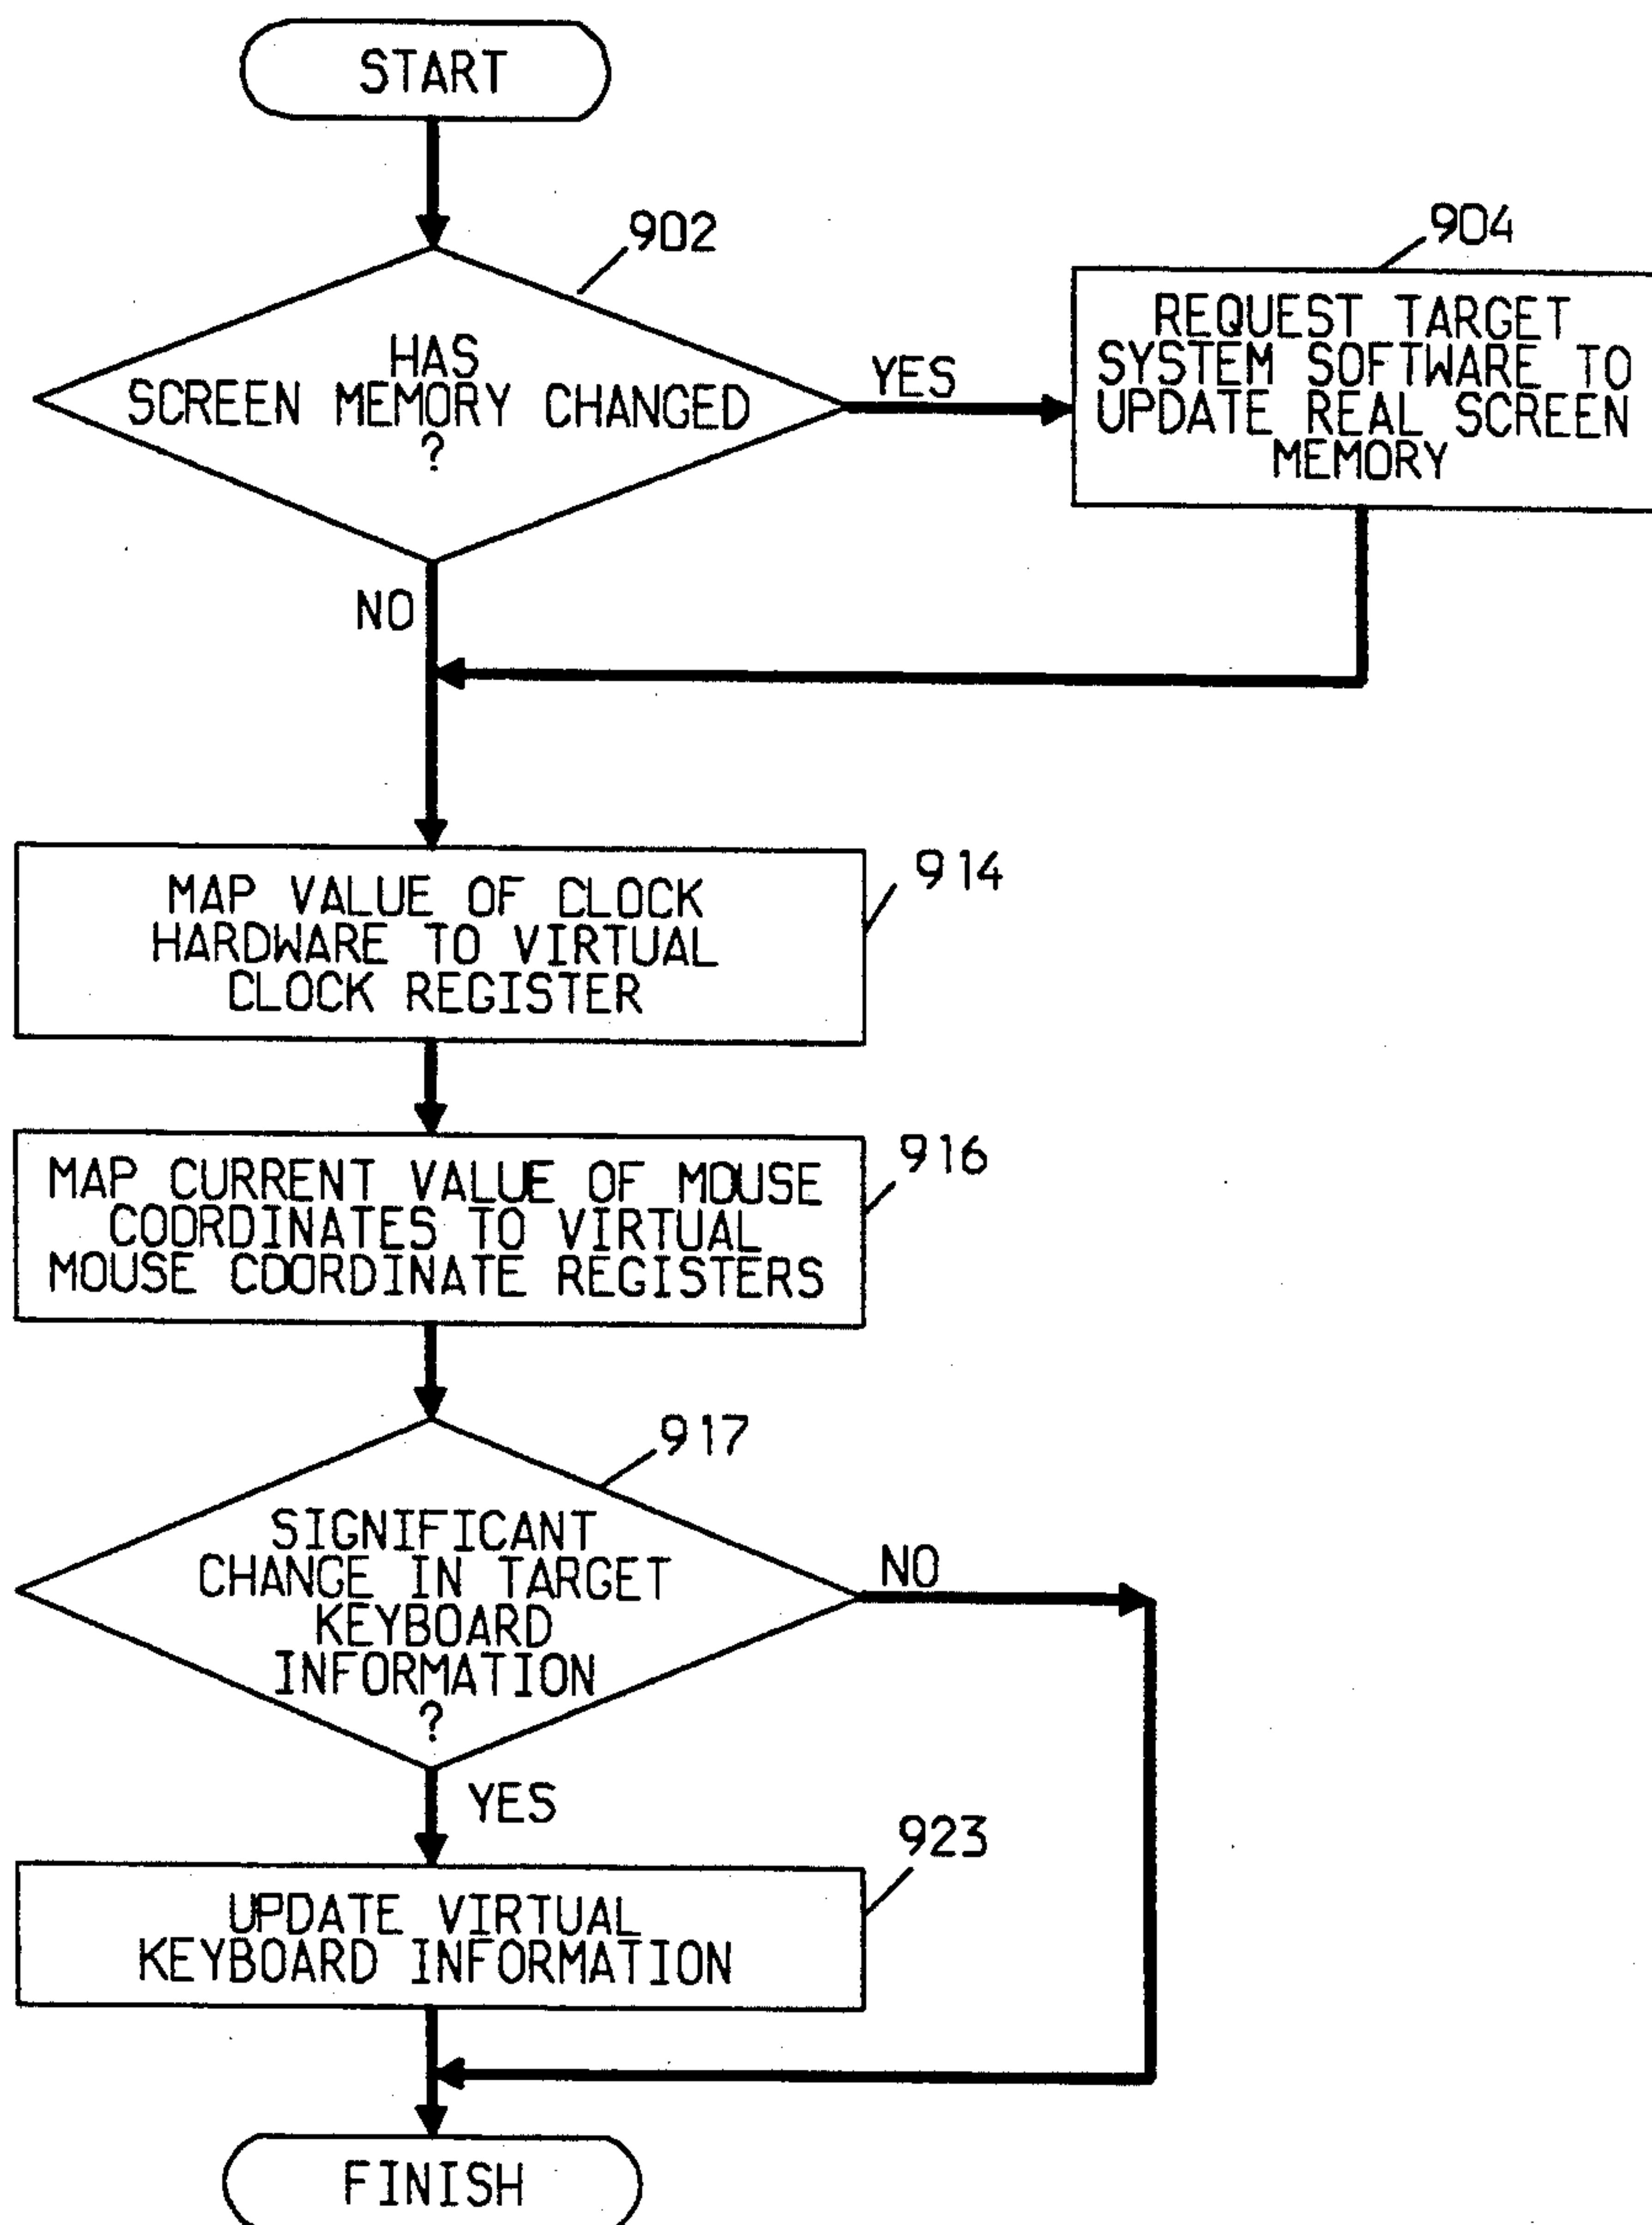 START
902
HAS
SCREEN MEMORY CHANGED
?
YES
904
REQUEST TARGET
SYSTEM SOFTWARE TO
UPDATE REAL SCREEN
MEMORY
NO
MAP VALUE OF CLOCK
HARDWARE TO VIRTUAL
CLOCK REGISTER
914
MAP CURRENT VALUE OF MOUSE
COORDINATES TO VIRTUAL
MOUSE COORDINATE REGISTERS
916
917
SIGNIFICANT
CHANGE IN TARGET
KEYBOARD
INFORMATION
?
NO
YES
923
UPDATE VIRTUAL
KEYBOARD INFORMATION
FINISH